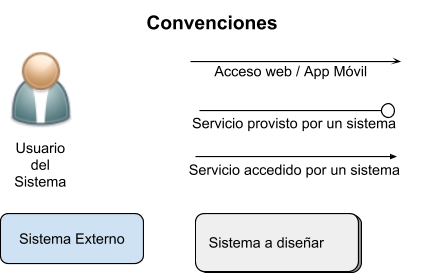 Convenciones
Acceso web / App Móvil
Servicio provisto por un sistema
Usuario
del
Sistema
Servicio accedido por un sistema
Sistema Externo
Sistema a diseñar